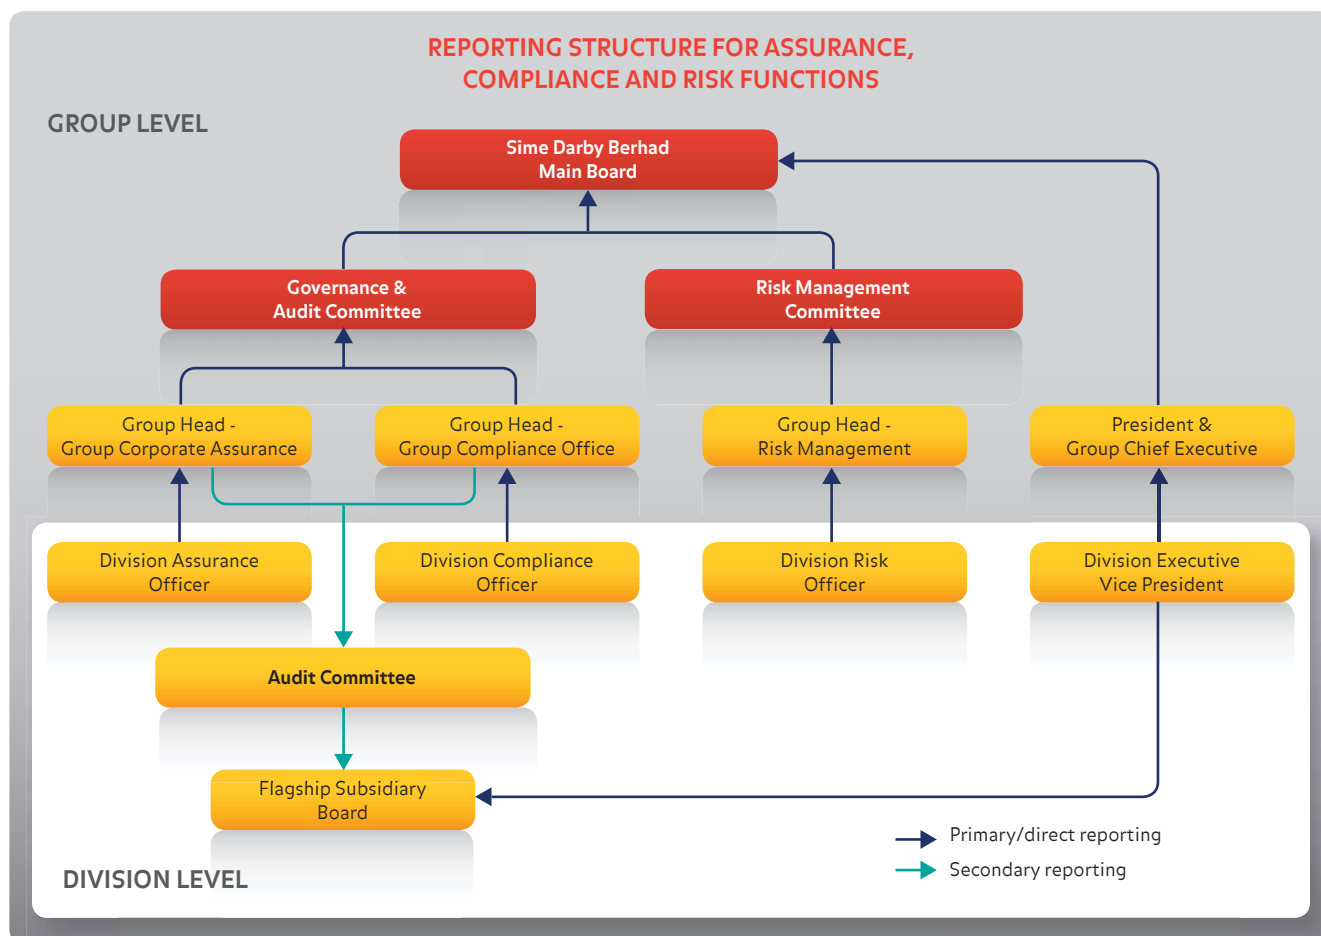 REPORTING STRUCTURE FOR ASSURANCE,
COMPLIANCE AND RISK FUNCTIONS
GROUP LEVEL
Sime Darby Berhad
Main Board
Governance &
Audit Committee
Risk Management
Committee
Group Head -
Group Corporate Assurance
Group Head -
Group Compliance Office
Group Head -
Risk Management
President &
Group Chief Executive
Division Assurance
Officer
Division Compliance
Officer
Division Risk
Officer
Division Executive
Vice President
Audit Committee
Flagship Subsidiary
Board
Primary/direct reporting
Secondary reporting
DIVISION LEVEL